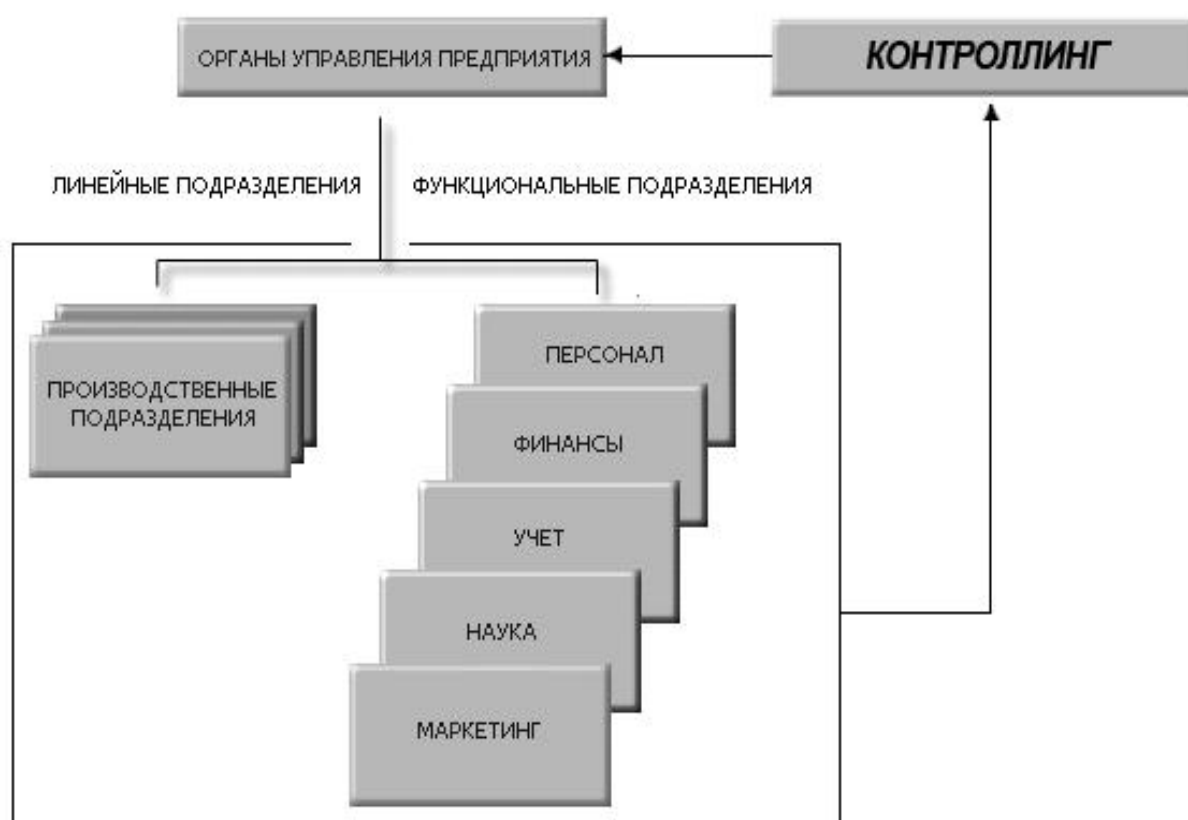 ОРГАНЫ УПРАВЛЕНИЯ ПРЕДПРИЯТИЯ
КОНТРОЛЛИНГ
ЛИНЕЙНЫЕ ПОДРАЗДЕЛЕНИЯ
ФУНКЦИОНАЛЬНЫЕ ПОДРАЗДЕЛЕНИЯ
ПРОИЗВОДСТВЕННЫЕ
ПОДРАЗДЕЛЕНИЯ
ПЕРСОНАЛ
ФИНАНСЫ
УЧЕТ
НАУКА
МАРКЕТИНГ